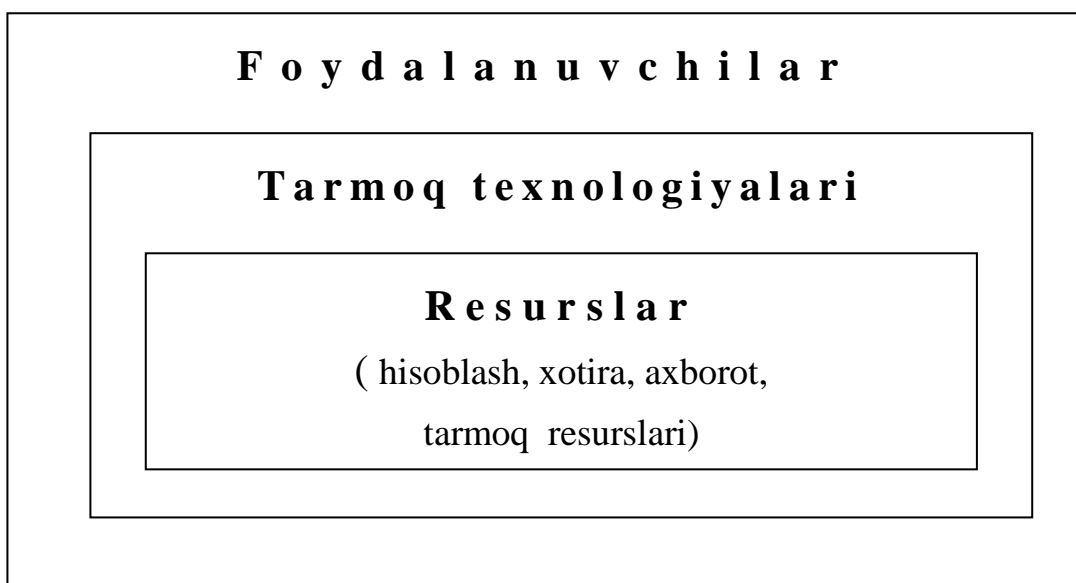 Foydalanuvchilar
Tarmoq texnologiyalari
Resurslar
( hisoblash, xotira, axborot,
tarmoq resurslari)